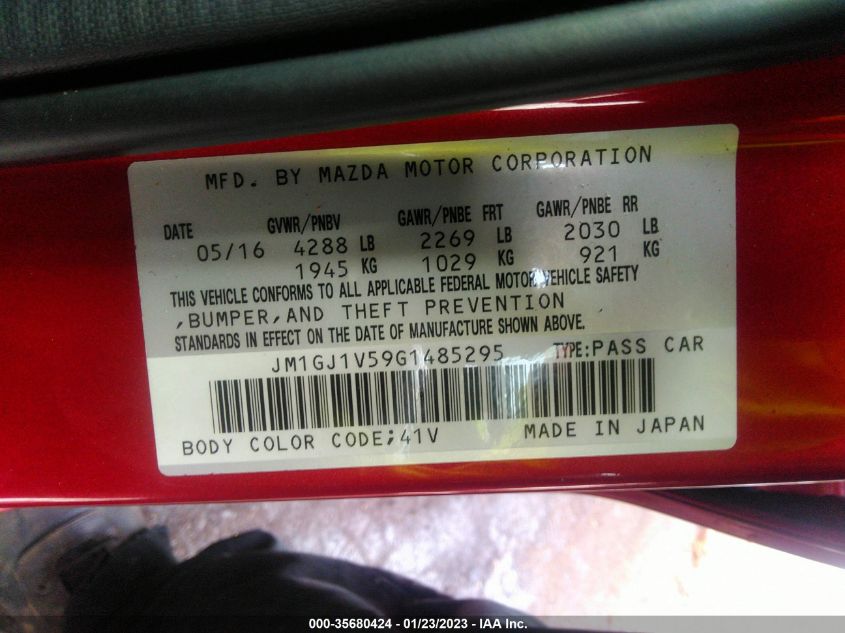 MFD. BY MAZDA MOTOR CORPORATION
DATE GVWR/PNBV GAWR/PNBE FRT GAWR/PNBE RR
05/16 4288 LB 2269 LB 2030 LB
1945 KG 1029 KG 921 KG
THIS VEHICLE CONFORMS TO ALL APPLICABLE FEDERAL MOTOR VEHICLE SAFETY
,BUMPER,AND THEFT PREVENTION
STANDARDS IN EFFECT ON THE DATE OF MANUFACTURE SHOWN ABOVE.
JM1GJ1V59G1485295 TYPE:PASS CAR
BODY COLOR CODE;41V MADE IN JAPAN
000-35680424 - 01/23/2023 - IAA Inc.